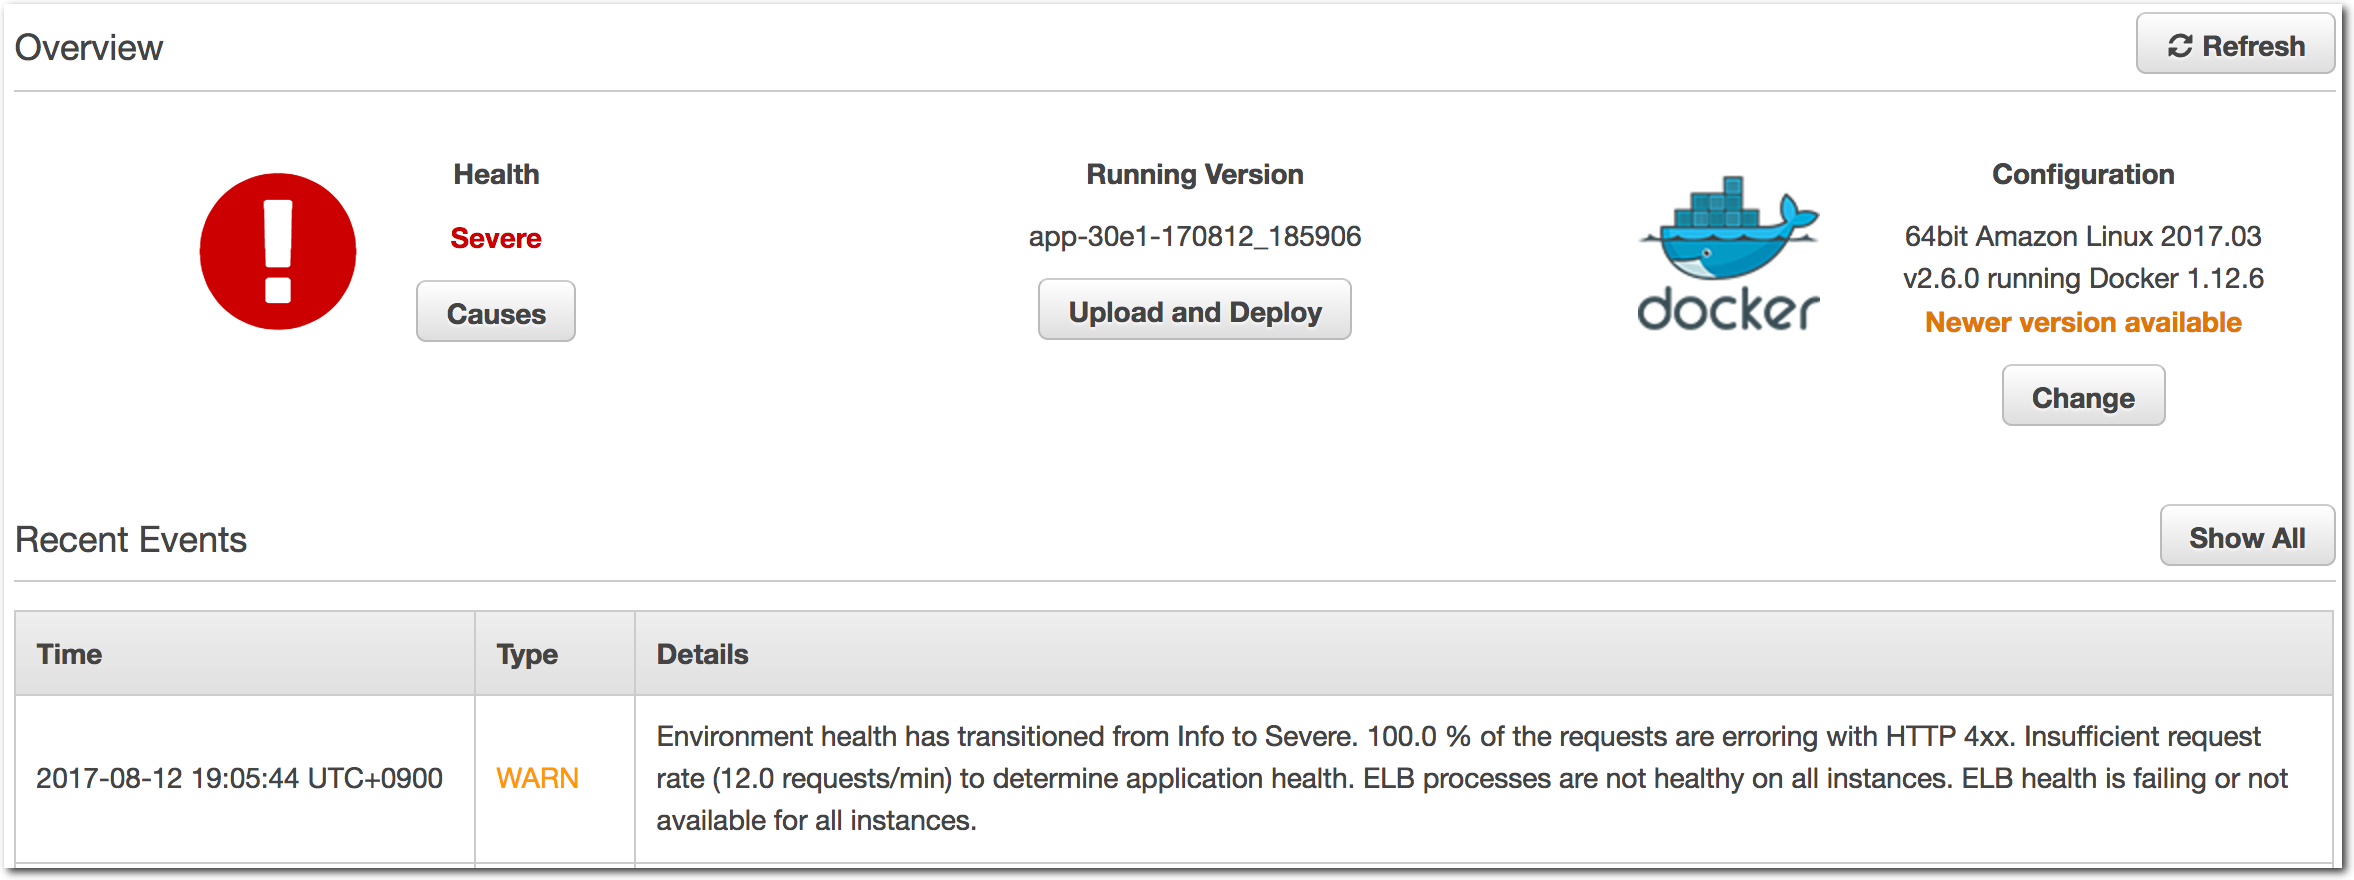 Overview
Refresh
Health
Running Version
Configuration
Severe
app-30e1-170812_185906
64bit Amazon Linux 2017.03
v2.6.0 running Docker 1.12.6
Newer version available
Causes
Upload and Deploy
docker
Change
Recent Events
Show All
Time
Type
Details
2017-08-12 19:05:44 UTC+0900
WARN
Environment health has transitioned from Info to Severe. 100.0 % of the requests are erroring with HTTP 4xx. Insufficient request
rate (12.0 requests/min) to determine application health. ELB processes are not healthy on all instances. ELB health is failing or not
available for all instances.